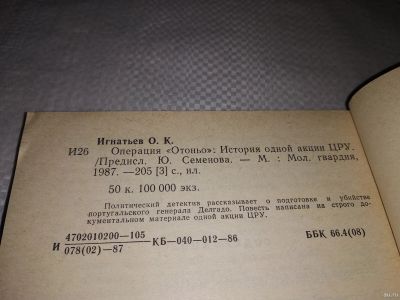 Игнатьев О. К.
И26 Операция «Отоньо»: История одной акции ЦРУ.
/Предисл. Ю. Семенова. — М. : Мол. гвардия,
1987. —205 [3] с., ил.
50 к. 100 000 экз.
Политический детектив рассказывает о подготовке и убийстве
португальского генерала Делгадо. Повесть написана на строго до-
кументальном материале одной акции ЦРУ.
И 4702010200—105
078(02)—87 КБ—040—012—86 ББК 66.4(08)